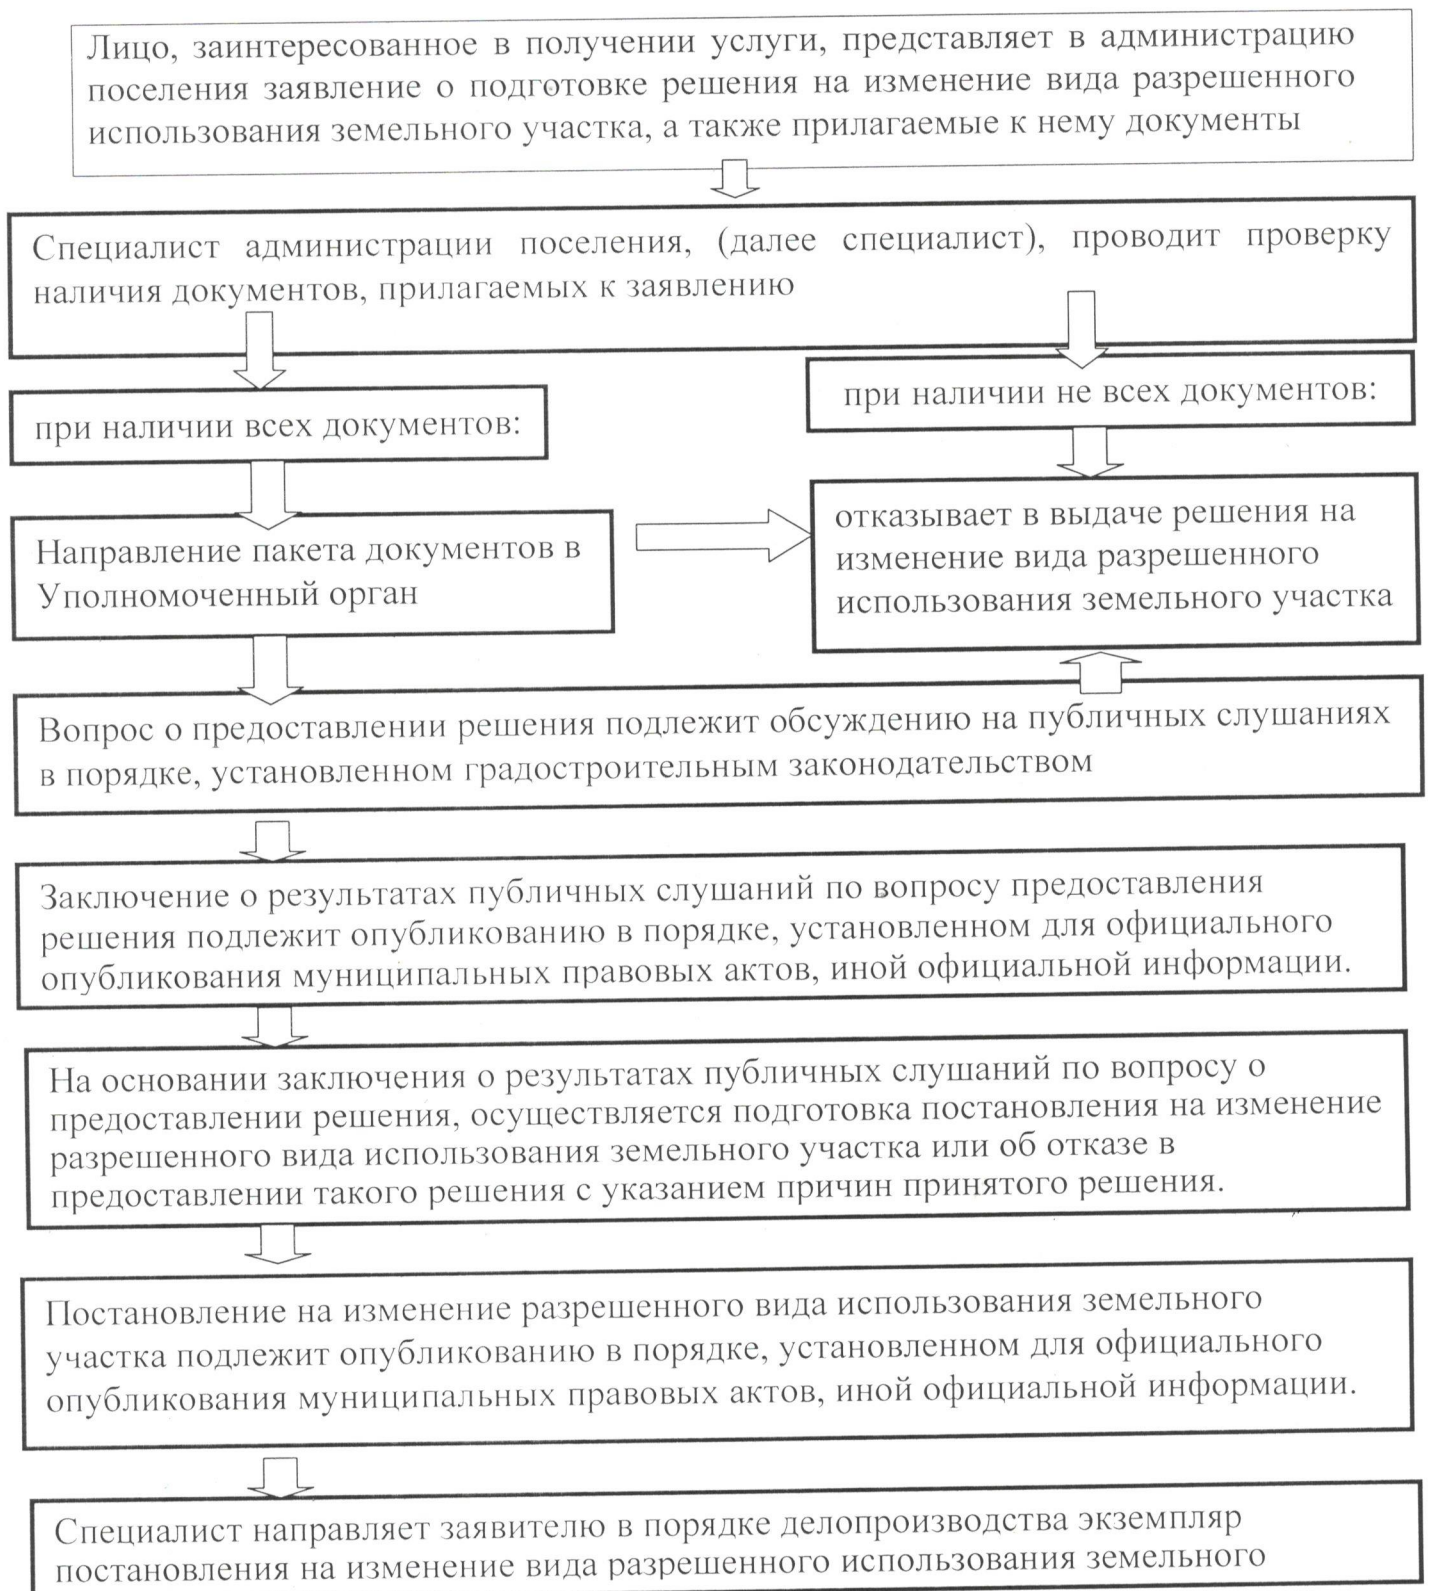 Лицо, заинтересованное в получении услуги, представляет в администрацию
поселения заявление о подготовке решения на изменение вида разрешенного
использования земельного участка, а также прилагаемые к нему документы
Специалист администрации поселения, (далее специалист), проводит проверку
наличия документов, прилагаемых к заявлению
при наличии всех документов:
при наличии не всех документов:
Направление пакета документов в
Уполномоченный орган
отказывает в выдаче решения на
изменение вида разрешенного
использования земельного участка
Вопрос о предоставлении решения подлежит обсуждению на публичных слушаниях
в порядке, установленном градостроительным законодательством
Заключение о результатах публичных слушаний по вопросу предоставления
решения подлежит опубликованию в порядке, установленном для официального
опубликования муниципальных правовых актов, иной официальной информации.
На основании заключения о результатах публичных слушаний по вопросу о
предоставлении решения, осуществляется подготовка постановления на изменение
разрешенного вида использования земельного участка или об отказе в
предоставлении такого решения с указанием причин принятого решения.
Постановление на изменение разрешенного вида использования земельного
участка подлежит опубликованию в порядке, установленном для официального
опубликования муниципальных правовых актов, иной официальной информации.
Специалист направляет заявителю в порядке делопроизводства экземпляр
постановления на изменение вида разрешенного использования земельного